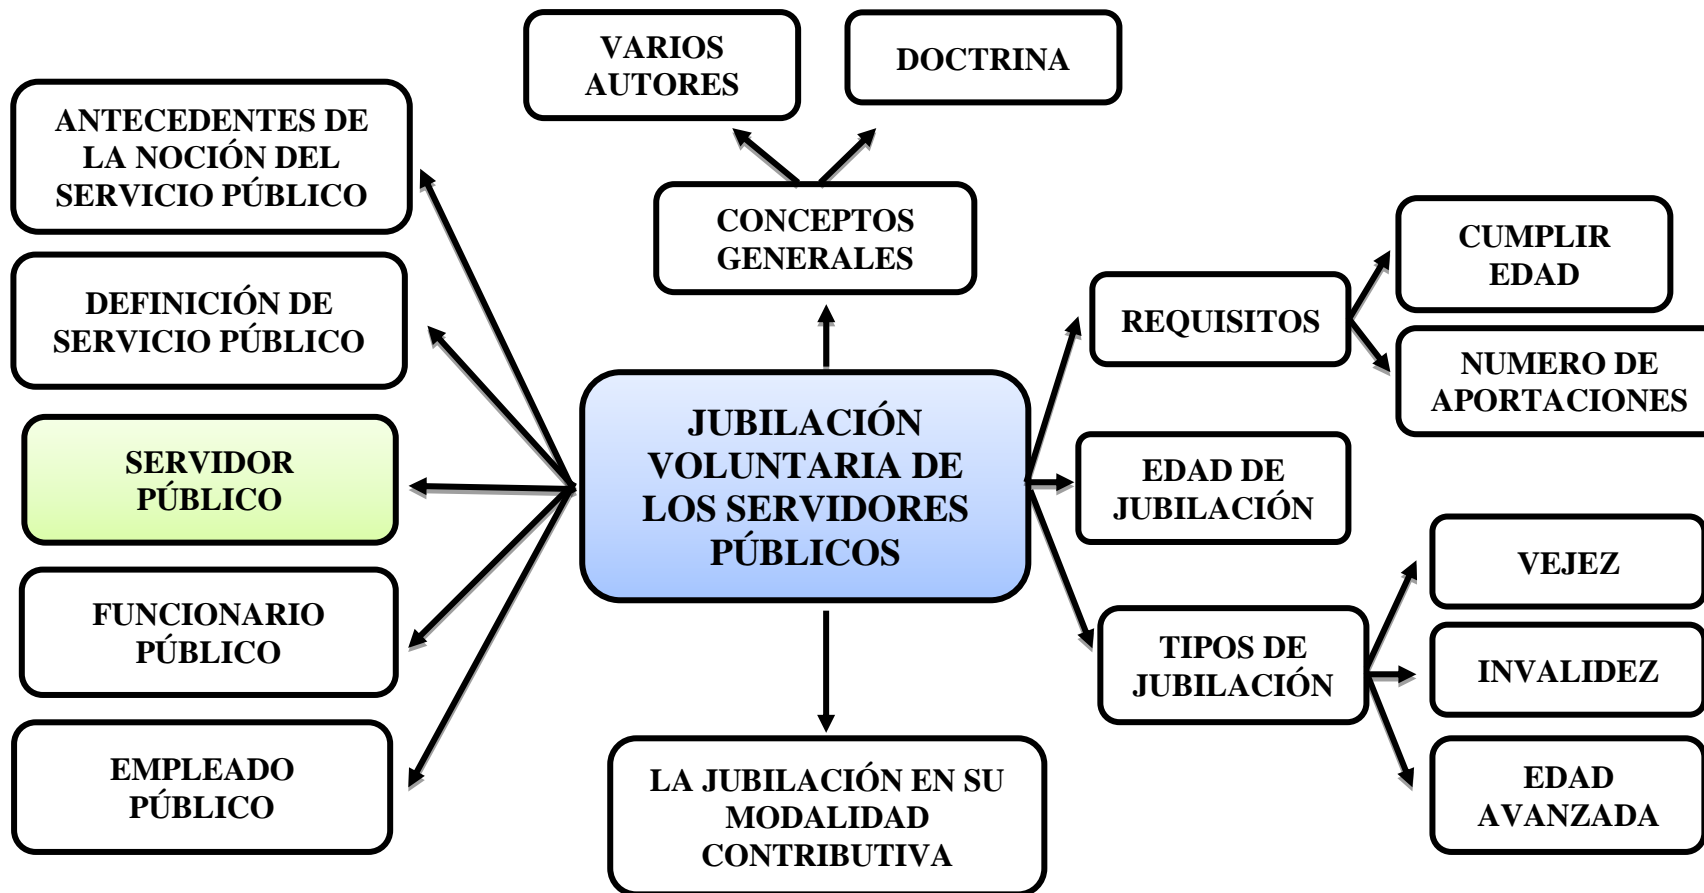 VARIOS
AUTORES
DOCTRINA
ANTECEDENTES DE
LA NOCIÓN DEL
SERVICIO PÚBLICO
CONCEPTOS
GENERALES
CUMPLIR
EDAD
DEFINICIÓN DE
SERVICIO PÚBLICO
REQUISITOS
NUMERO DE
APORTACIONES
JUBILACIÓN
VOLUNTARIA DE
LOS SERVIDORES
PÚBLICOS
SERVIDOR
PÚBLICO
EDAD DE
JUBILACIÓN
VEJEZ
FUNCIONARIO
PÚBLICO
TIPOS DE
JUBILACIÓN
INVALIDEZ
EMPLEADO
PÚBLICO
LA JUBILACIÓN EN SU
MODALIDAD
CONTRIBUTIVA
EDAD
AVANZADA